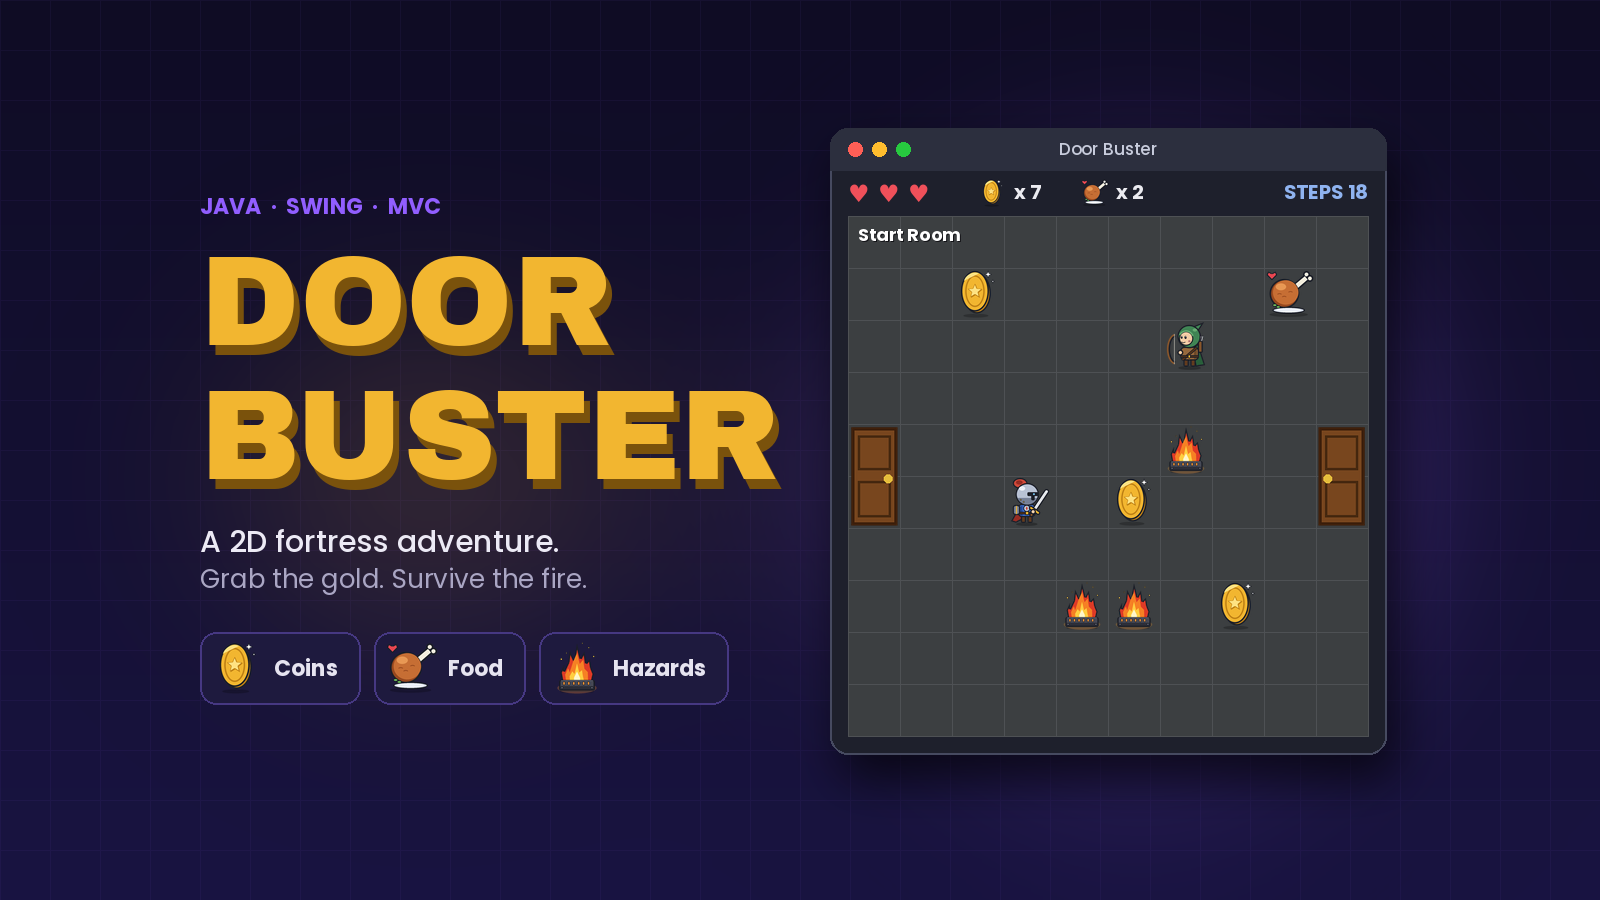 JAVA · SWING · MVC
DOOR
BUSTER
A 2D fortress adventure.
Grab the gold. Survive the fire.
Coins
Food
Hazards
Door Buster
x 7
x 2
STEPS 18
Start Room